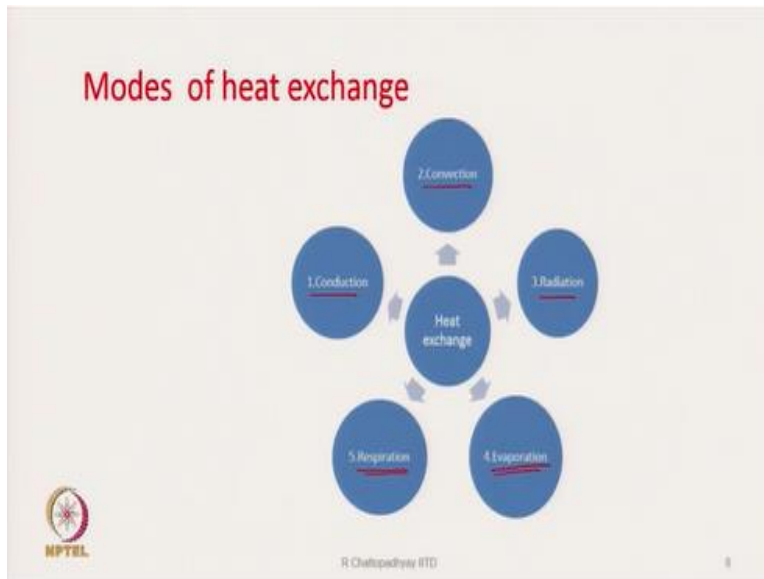 Modes of heat exchange
2.Convection
1.Conduction
3.Radiation
Heat
exchange
5.Respiration
4.Evaporation
NPTEL
R Chattopadhyay IITD
8